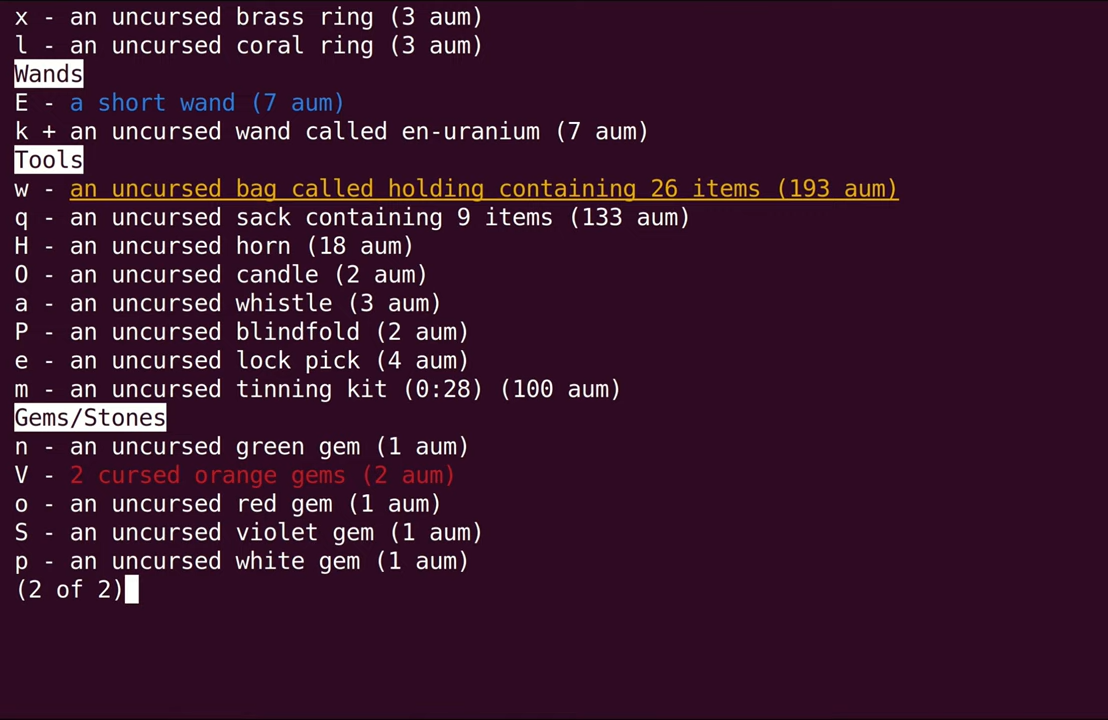 x - an uncursed brass ring (3 aum)
l - an uncursed coral ring (3 aum)
Wands
E - a short wand (7 aum)
k + an uncursed wand called en-uranium (7 aum)
Tools
w - an uncursed bag called holding containing 26 items (193 aum)
q - an uncursed sack containing 9 items (133 aum)
H - an uncursed horn (18 aum)
O - an uncursed candle (2 aum)
a - an uncursed whistle (3 aum)
P - an uncursed blindfold (2 aum)
e - an uncursed lock pick (4 aum)
m - an uncursed tinning kit (0:28) (100 aum)
Gems/Stones
n - an uncursed green gem (1 aum)
V - 2 cursed orange gems (2 aum)
o - an uncursed red gem (1 aum)
S - an uncursed violet gem (1 aum)
p - an uncursed white gem (1 aum)
(2 of 2)